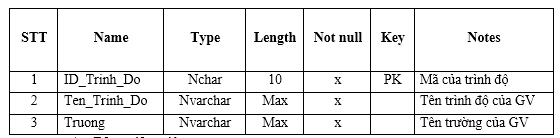 STT Name Type Length Not null Key Notes
1 ID_Trinh_Do Nchar 10 x PK Mã của trình độ
2 Ten_Trinh_Do Nvarchar Max x Tên trình độ của GV
3 Truong Nvarchar Max x Tên trường của GV